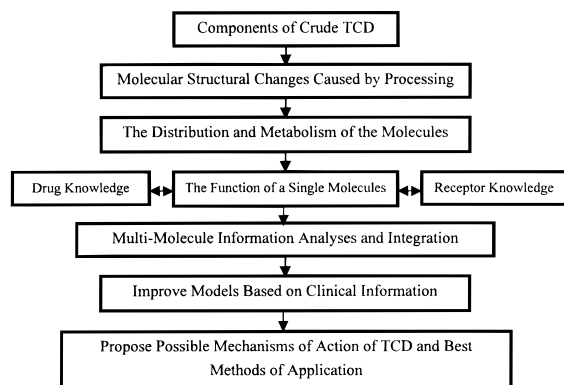 Components of Crude TCD
Molecular Structural Changes Caused by Processing
The Distribution and Metabolism of the Molecules
Drug Knowledge
The Function of a Single Molecules
Receptor Knowledge
Multi-Molecule Information Analyses and Integration
Improve Models Based on Clinical Information
Propose Possible Mechanisms of Action of TCD and Best
Methods of Application